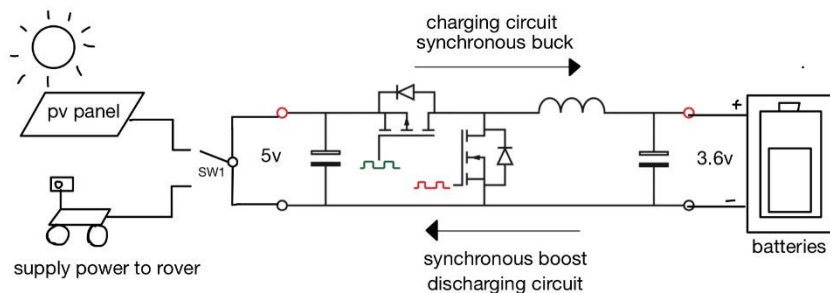 charging circuit
synchronous buck
pv panel
SW1
5v
3.6v
+
-
batteries
supply power to rover
synchronous boost
discharging circuit